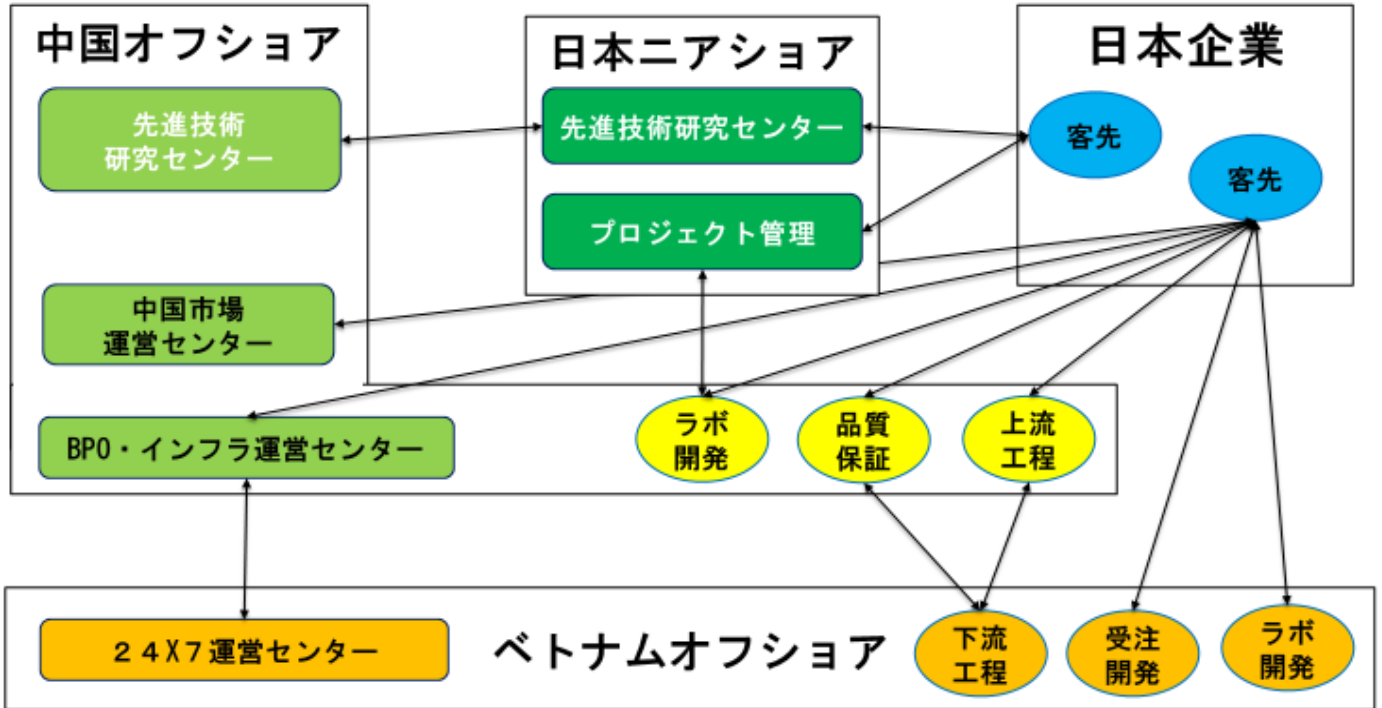 中国オフショア
先進技術
研究センター
中国市場
運営センター
BPO・インフラ運営センター
日本ニアショア
先進技術研究センター
プロジェクト管理
日本企業
客先
客先
ラボ
開発
品質
保証
上流
工程
24X7運営センター
ベトナムオフショア
下流
工程
受注
開発
ラボ
開発